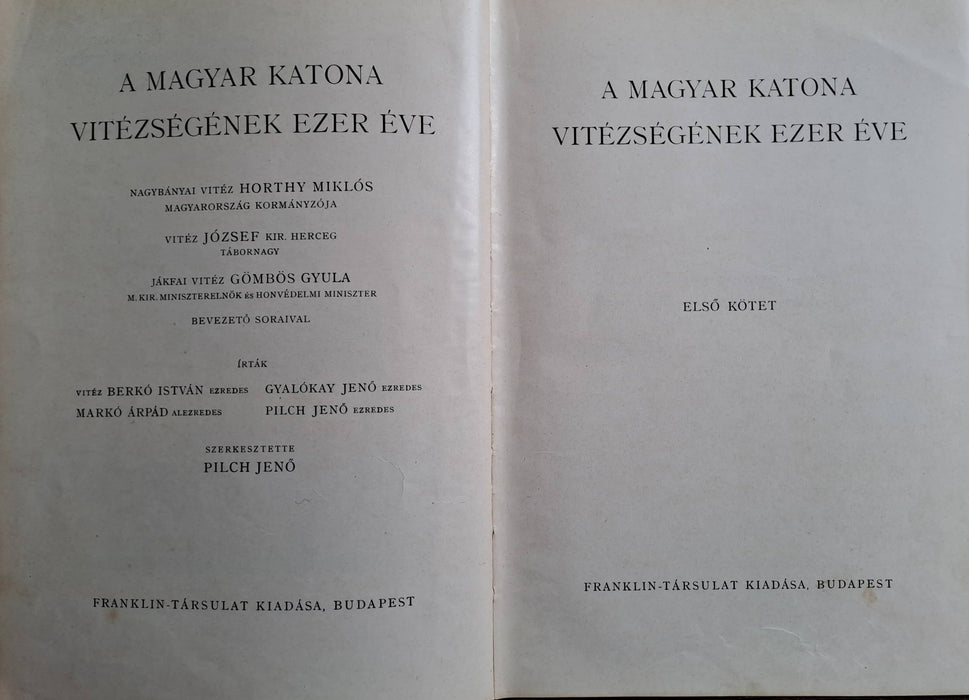 A MAGYAR KATONA
VITÉZSÉGÉNEK EZER ÉVE
NAGYBÁNYAI VITÉZ HORTHY MIKLÓS
MAGYARORSZÁG KORMÁNYZÓJA
VITÉZ JÓZSEF KIR. HERCEG
TÁBORNAGY
JÁKFAI VITÉZ GÖMBÖS GYULA
M. KIR. MINISZTERELNÖK ÉS HONVÉDELMI MINISZTER
BEVEZETŐ SORAIVAL
ÍRTÁK
VITÉZ BERKÓ ISTVÁN EZREDES GYALÓKAY JENŐ EZREDES
MARKÓ ÁRPÁD ALEZREDES PILCH JENŐ EZREDES
SZERKESZTETTE
PILCH JENŐ
FRANKLIN-TÁRSULAT KIADÁSA, BUDAPEST
A MAGYAR KATONA
VITÉZSÉGÉNEK EZER ÉVE
ELSŐ KÖTET
FRANKLIN-TÁRSULAT KIADÁSA, BUDAPEST